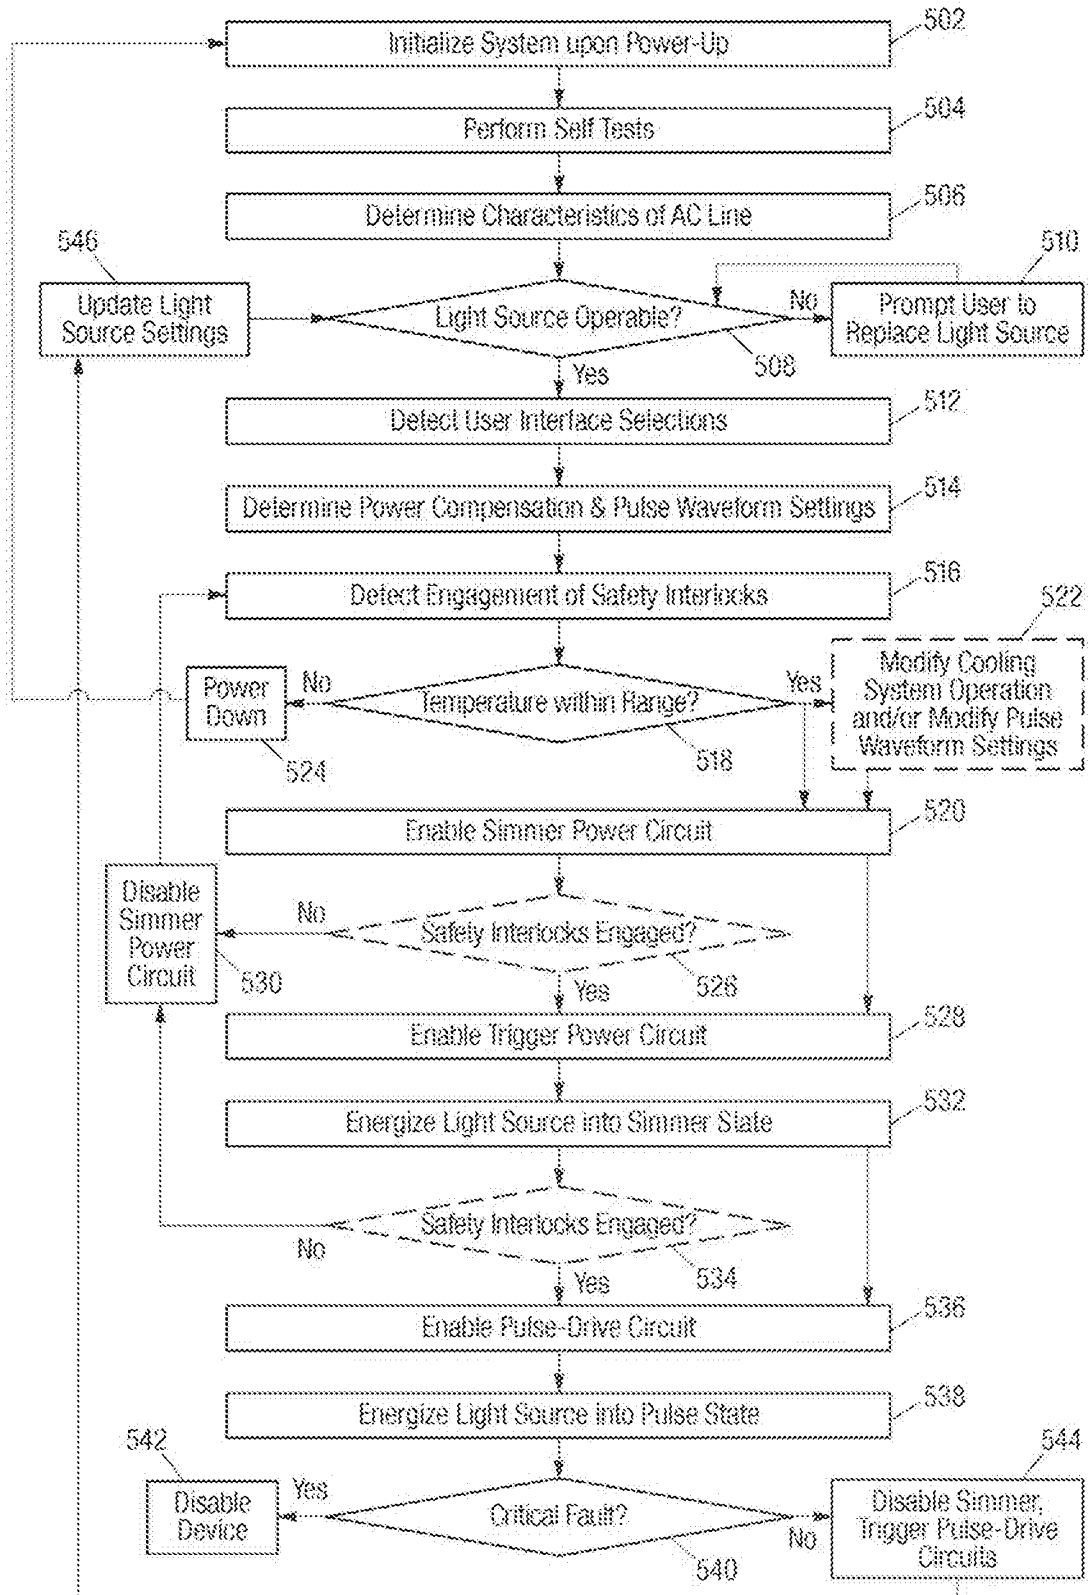 502
Initialize System upon Power-Up
504
Perform Self Tests
506
Determine Characteristics of AC Line
546
510
Update Light
Source Settings
Light Source Operable?
No
Prompt User to
Replace Light Source
508
Yes
512
Detect User Interface Selections
514
Determine Power Compensation & Pulse Waveform Settings
516
Detect Engagement of Safety Interlocks
522
Power
Down
No
Temperature within Range?
Yes
Modify Cooling
System Operation
and/or Modify Pulse
Waveform Settings
524
518
520
Enable Simmer Power Circuit
Disable
Simmer
Power
Circuit
No
Safety Interlocks Engaged?
530
526
Yes
528
Enable Trigger Power Circuit
532
Energize Light Source into Simmer State
Safety Interlocks Engaged?
No
534
Yes
536
Enable Pulse-Drive Circuit
538
Energize Light Source into Pulse State
542
544
Disable
Device
Yes
Critical Fault?
No
Disable Simmer,
Trigger Pulse-Drive
Circuits
540